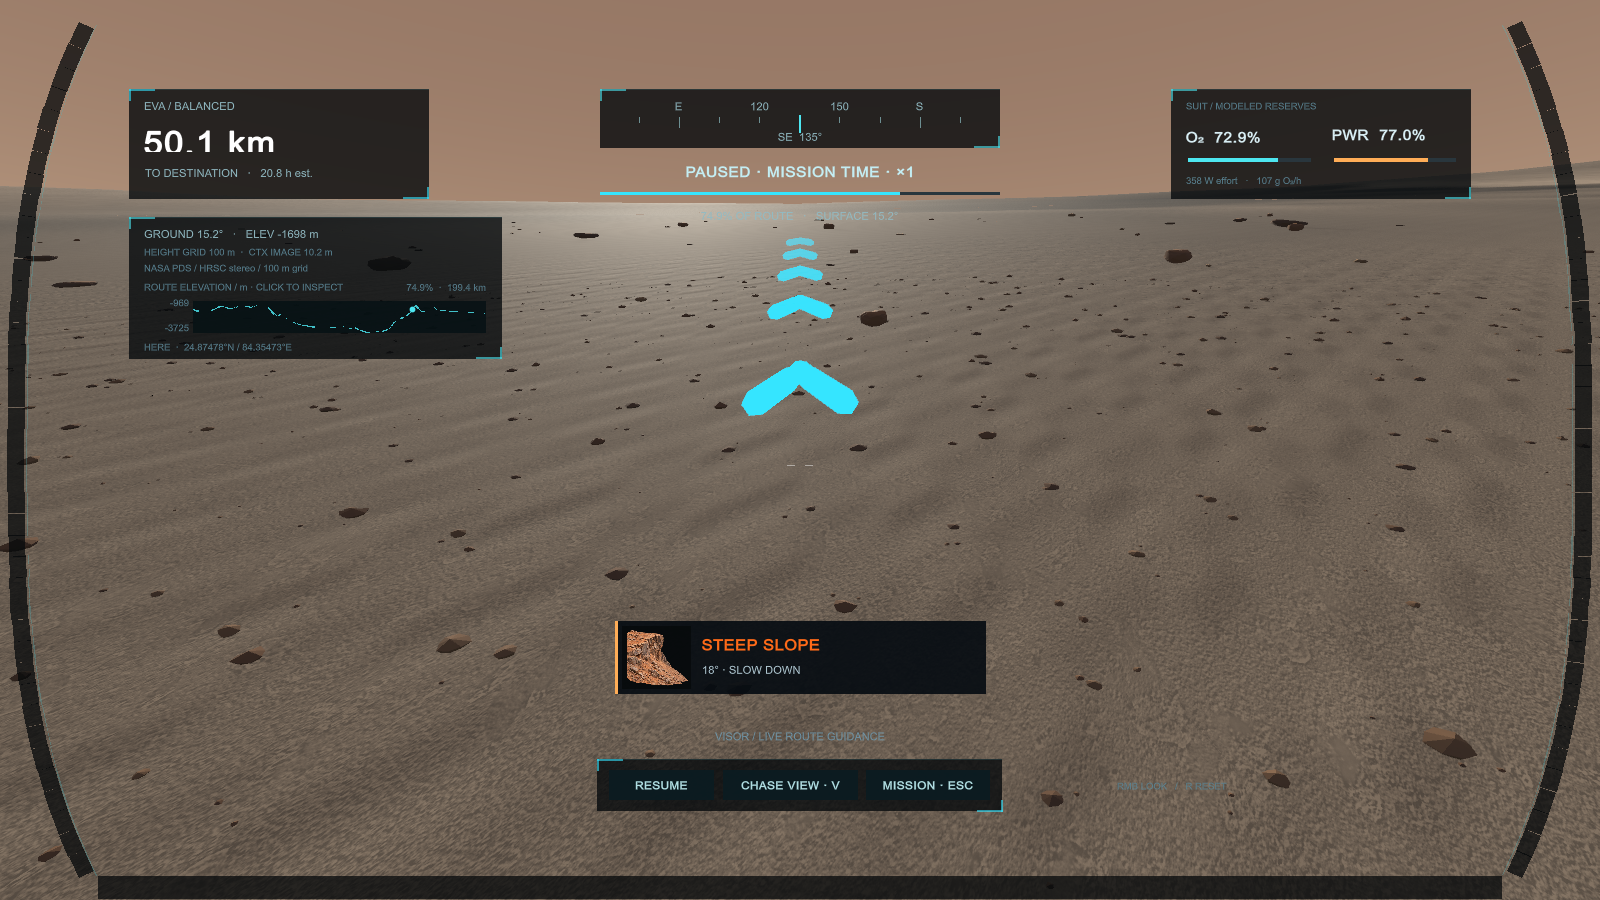 EVA / BALANCED
50.1 km
TO DESTINATION · 20.8 h est.
E 120 150 S
SE 135°
PAUSED · MISSION TIME · ×1
SURFACE 15.2°
SUIT / MODELED RESERVES
O₂ 72.9% PWR 77.0%
358 W effort · 107 g O₂/h
GROUND 15.2° · ELEV -1698 m
HEIGHT GRID 100 m · CTX IMAGE 10.2 m
NASA PDS / HRSC stereo / 100 m grid
ROUTE ELEVATION / m · CLICK TO INSPECT 74.9% · 199.4 km
-969
-3725
HERE · 24.87478°N / 84.35473°E
STEEP SLOPE
18° · SLOW DOWN
VISOR / LIVE ROUTE GUIDANCE
RESUME
CHASE VIEW · V
MISSION · ESC